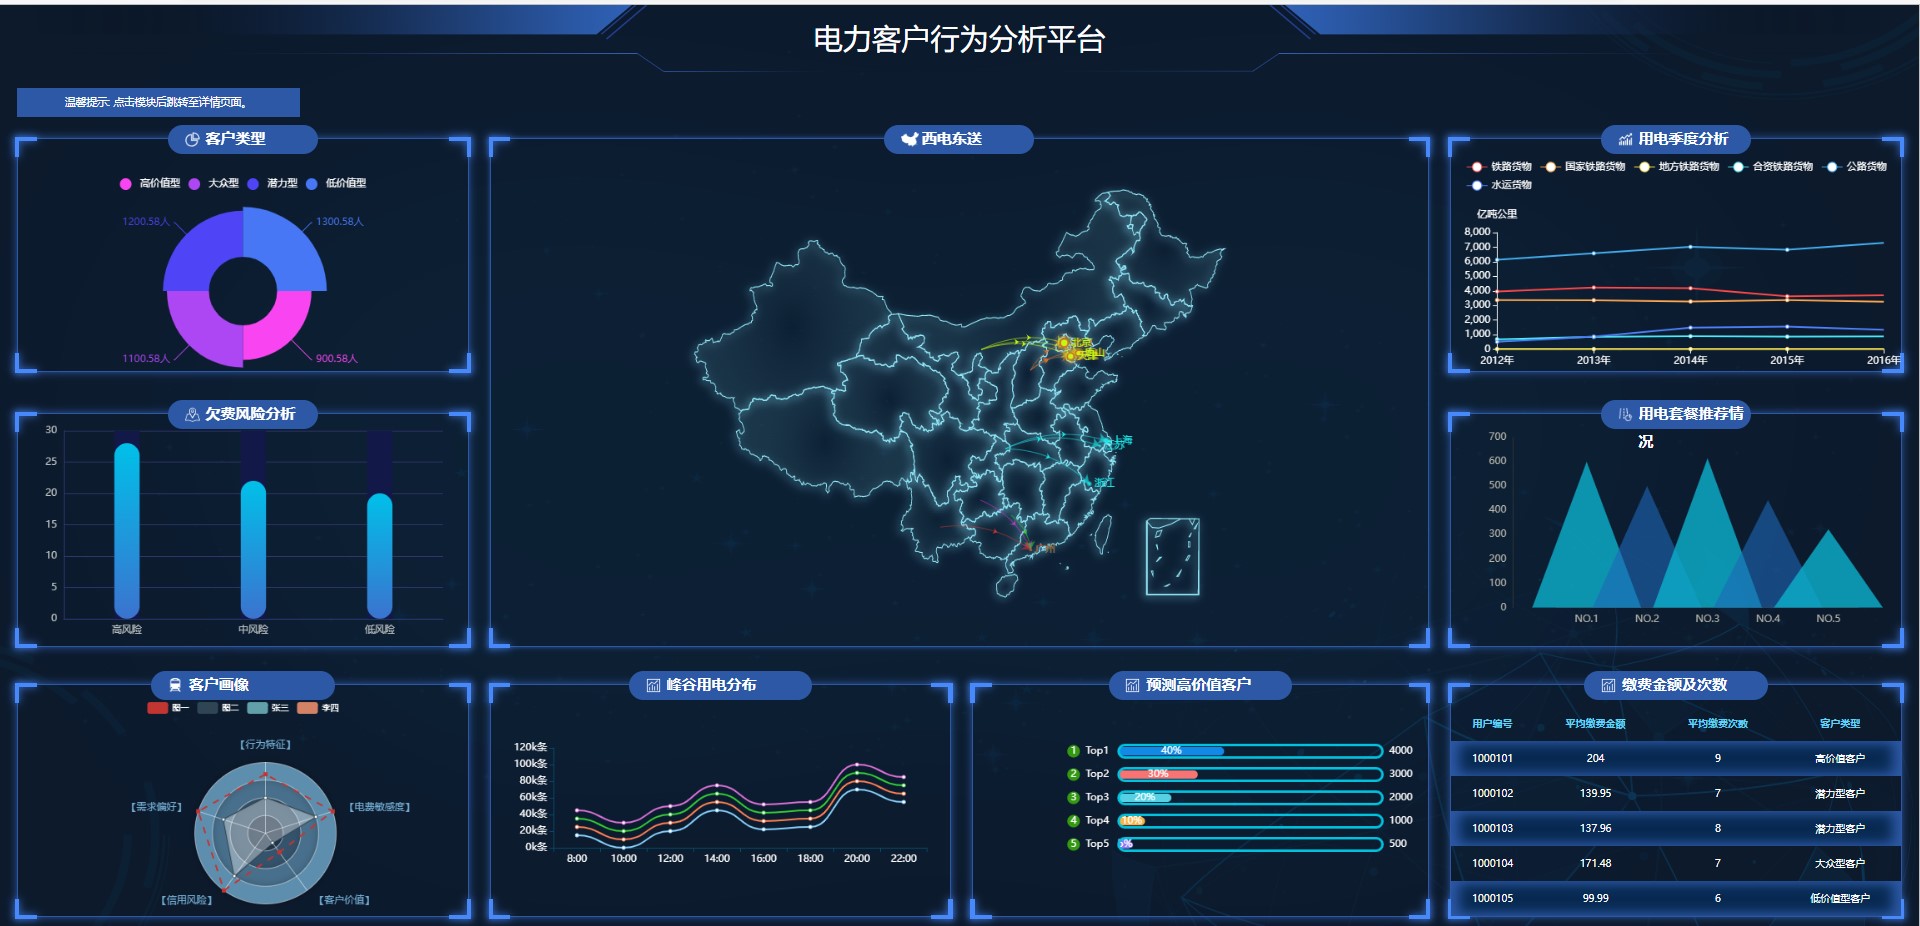 电力客户行为分析平台
温馨提示: 点击模块后跳转至详情页面。
客户类型
高价值型 大众型 潜力型 低价值型
1200.58人
1300.58人
1100.58人
900.58人
西电东送
北京
上海
浙江
用电季度分析
铁路货物 国家铁路货物 地方铁路货物 合资铁路货物 公路货物
水运货物
亿吨公里
8,000
7,000
6,000
5,000
4,000
3,000
2,000
1,000
0
2012年 2013年 2014年 2015年 2016年
欠费风险分析
30
25
20
15
10
5
0
高风险 中风险 低风险
用电套餐推荐情
况
700
600
500
400
300
200
100
0
NO.1 NO.2 NO.3 NO.4 NO.5
客户画像
图一 图二 张三 李四
【行为特征】
【需求偏好】
【电费敏感度】
【信用风险】
【客户价值】
峰谷用电分布
120k条
100k条
80k条
60k条
40k条
20k条
0k条
8:00 10:00 12:00 14:00 16:00 18:00 20:00 22:00
预测高价值客户
1 Top1 40% 4000
2 Top2 30% 3000
3 Top3 20% 2000
4 Top4 10% 1000
5 Top5 5% 500
缴费金额及次数
用户编号 平均缴费金额 平均缴费次数 客户类型
1000101 204 9 高价值客户
1000102 139.95 7 潜力型客户
1000103 137.96 8 潜力型客户
1000104 171.48 7 大众型客户
1000105 99.99 6 低价值型客户